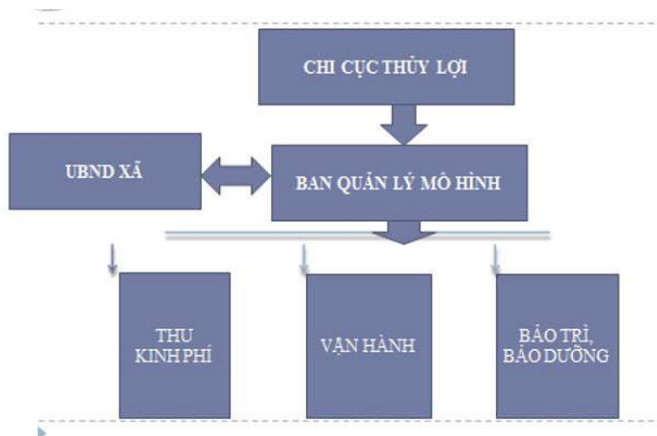 CHI CỤC THỦY LỢI
UBND XÃ
BAN QUẢN LÝ MÔ HÌNH
THU
KINH PHÍ
VẬN HÀNH
BẢO TRÌ,
BẢO DƯỠNG